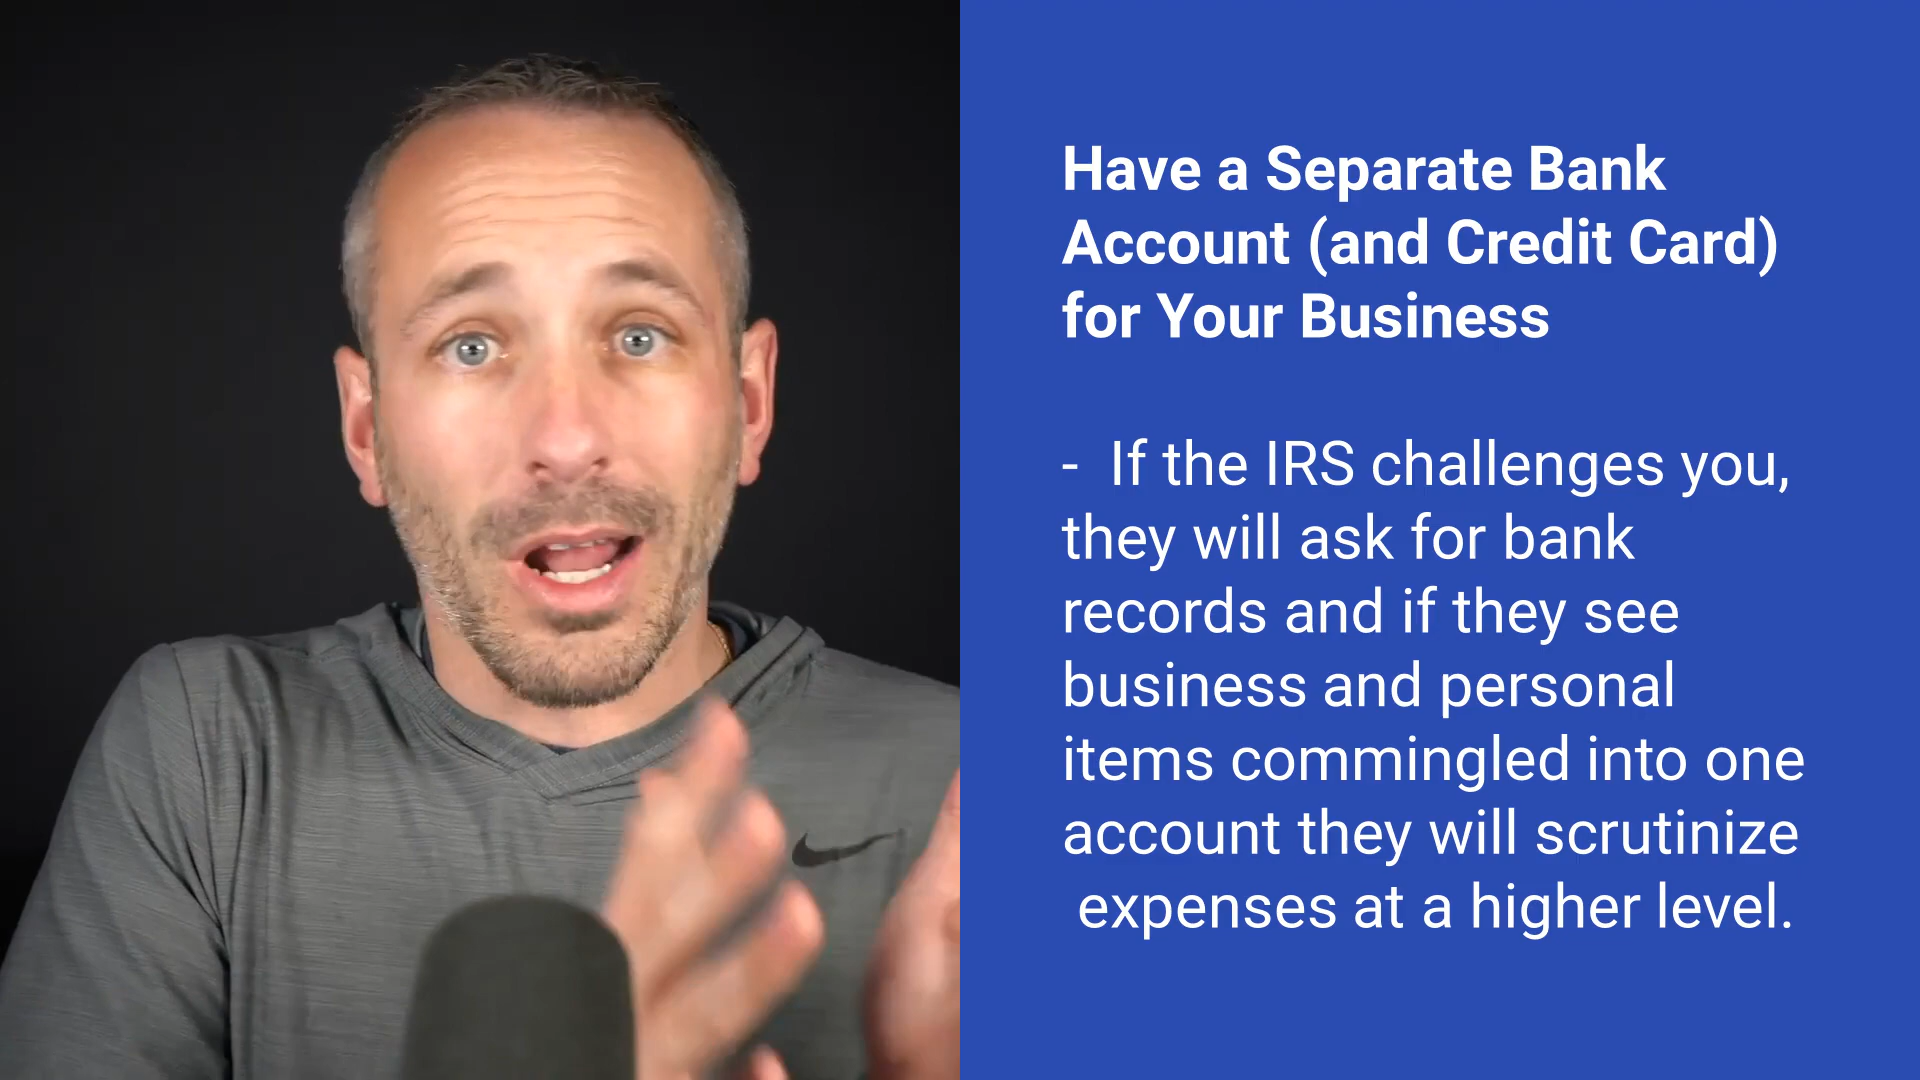 Have a Separate Bank
Account (and Credit Card)
for Your Business
- If the IRS challenges you,
they will ask for bank
records and if they see
business and personal
items commingled into one
account they will scrutinize
expenses at a higher level.